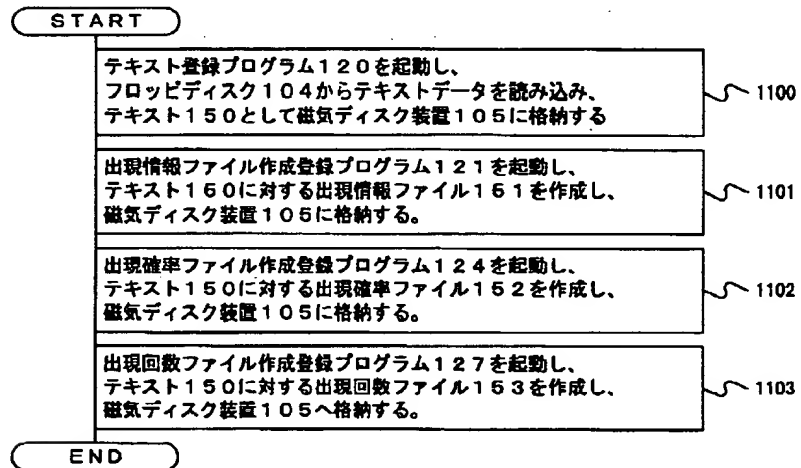 START
テキスト登録プログラム120を起動し、
フロッピディスク104からテキストデータを読み込み、
テキスト150として磁気ディスク装置105に格納する
1100
出現情報ファイル作成登録プログラム121を起動し、
テキスト150に対する出現情報ファイル151を作成し、
磁気ディスク装置105に格納する。
1101
出現確率ファイル作成登録プログラム124を起動し、
テキスト150に対する出現確率ファイル152を作成し、
磁気ディスク装置105に格納する。
1102
出現回数ファイル作成登録プログラム127を起動し、
テキスト150に対する出現回数ファイル153を作成し、
磁気ディスク装置105へ格納する。
1103
END